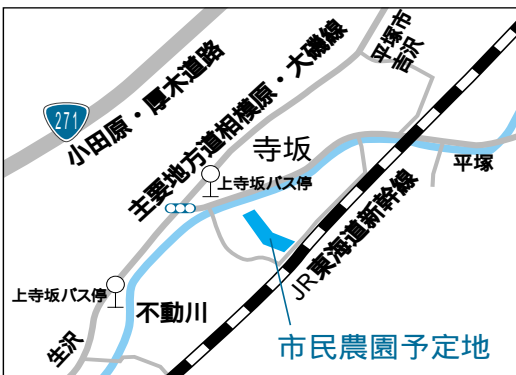 平塚市
吉沢
271
小田原・厚木道路
主要地方道相模原・大磯線
寺坂
上寺坂バス停
平塚
JR東海道新幹線
上寺坂バス停
不動川
生沢
市民農園予定地